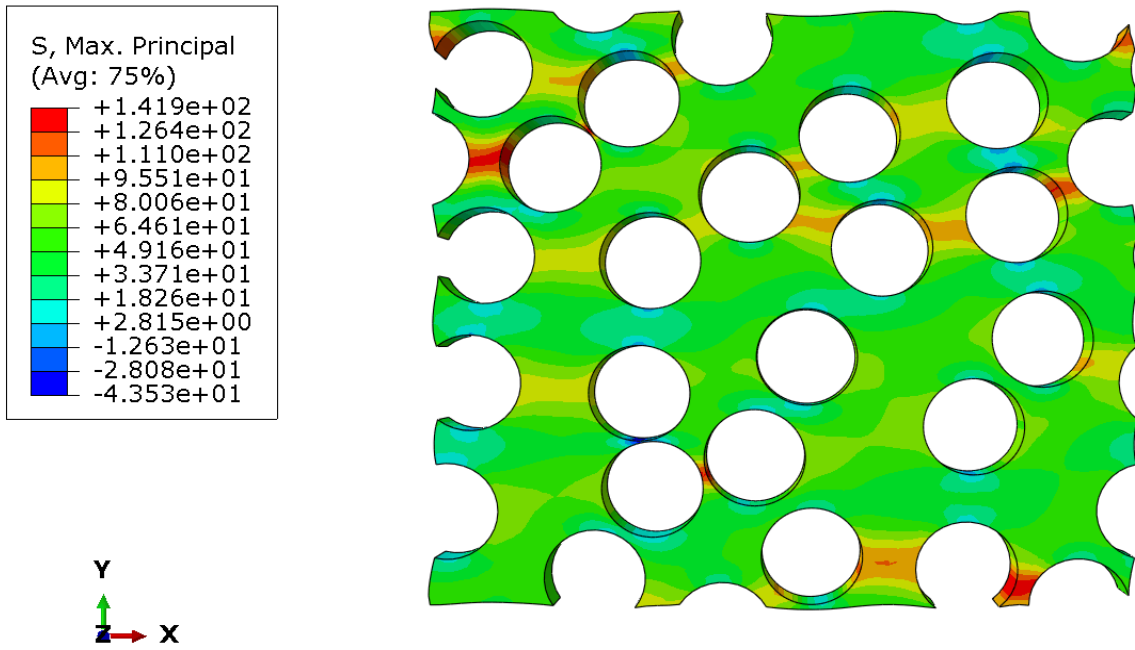 S, Max. Principal
(Avg: 75%)
+1.419e+02
+1.264e+02
+1.110e+02
+9.551e+01
+8.006e+01
+6.461e+01
+4.916e+01
+3.371e+01
+1.826e+01
+2.815e+00
-1.263e+01
-2.808e+01
-4.353e+01
Y
Z X